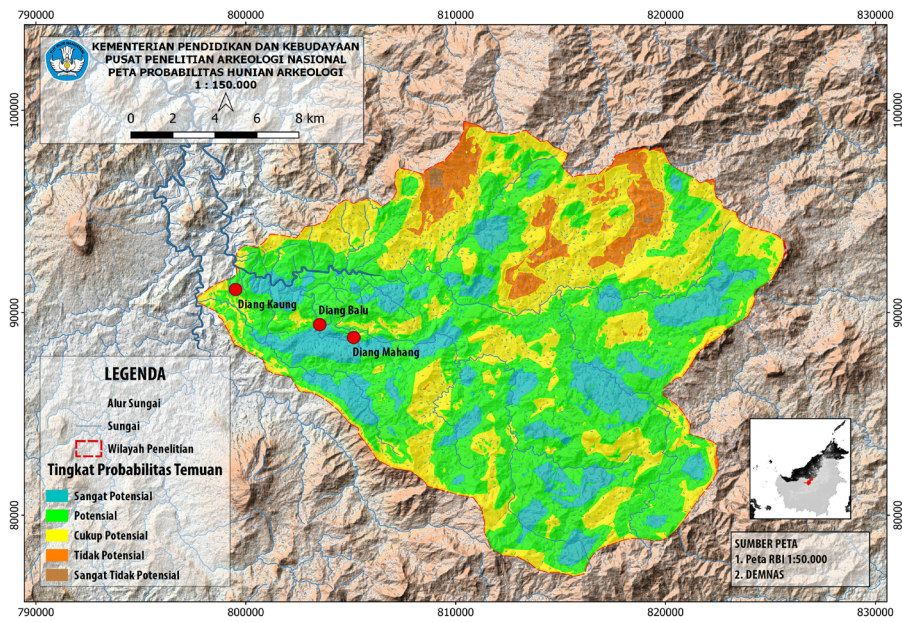 790000 800000 810000 820000 830000
KEMENTERIAN PENDIDIKAN DAN KEBUDAYAAN
PUSAT PENELITIAN ARKEOLOGI NASIONAL
PETA PROBABILITAS HUNIAN ARKEOLOGI
1 : 150.000
0 2 4 6 8 km
100000 100000
Diang Kaung
Diang Balu
90000 90000
Diang Mahang
LEGENDA
Alur Sungai
Sungai
Wilayah Penelitian
Tingkat Probabilitas Temuan
Sangat Potensial
Potensial
Cukup Potensial
Tidak Potensial
Sangat Tidak Potensial
80000 80000
SUMBER PETA
1. Peta RBI 1:50.000
2. DEMNAS
790000 800000 810000 820000 830000